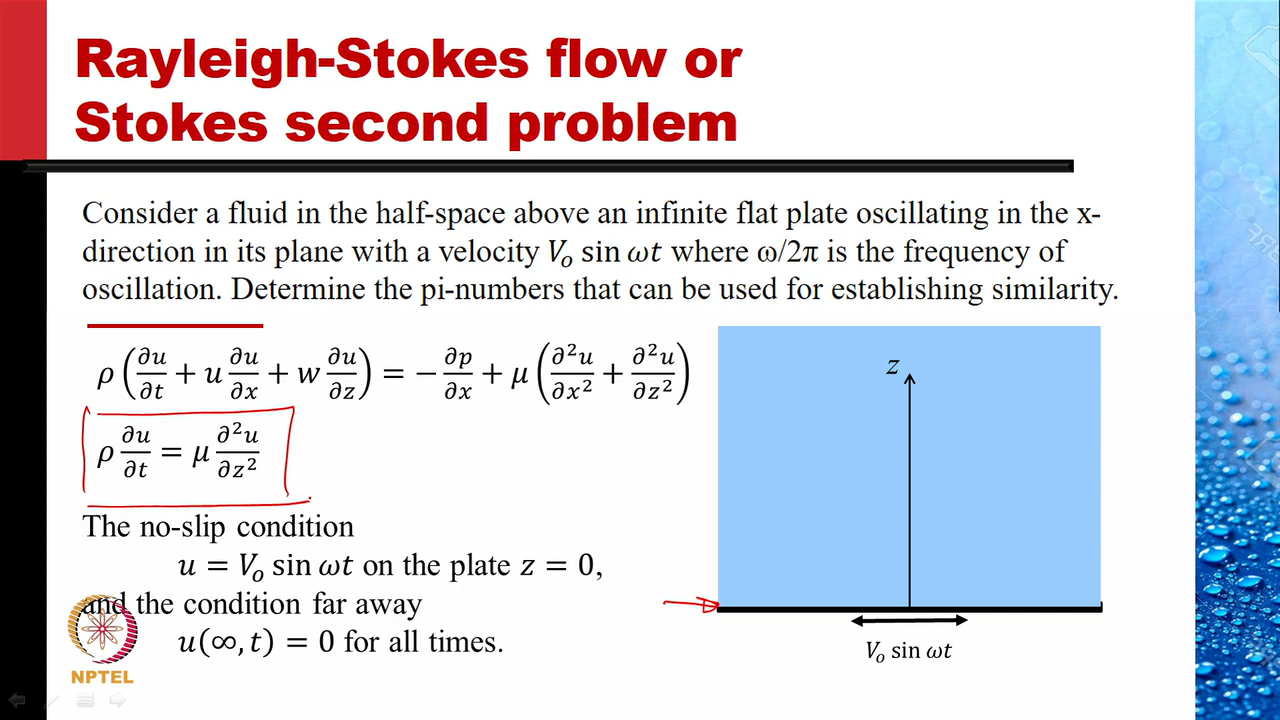 Rayleigh-Stokes flow or
Stokes second problem
Consider a fluid in the half-space above an infinite flat plate oscillating in the x-
direction in its plane with a velocity Vₒ sin ωt where ω/2π is the frequency of
oscillation. Determine the pi-numbers that can be used for establishing similarity.
ρ(∂u/∂t + u ∂u/∂x + w ∂u/∂z) = −∂p/∂x + μ(∂²u/∂x² + ∂²u/∂z²)
ρ ∂u/∂t = μ ∂²u/∂z²
The no-slip condition
u = Vₒ sin ωt on the plate z = 0,
and the condition far away
u(∞, t) = 0 for all times.
NPTEL
z
Vₒ sin ωt